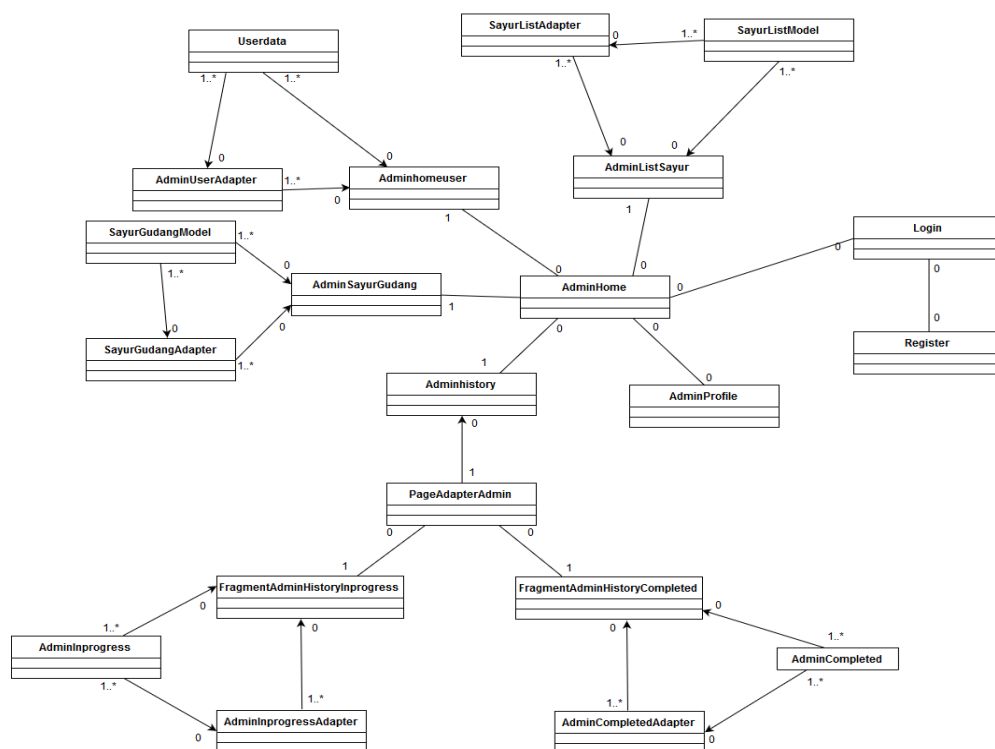 SayurListAdapter
SayurListModel
Userdata
0
1..*
1..*
1..*
1..*
1..*
0
0
0
0
AdminUserAdapter
1..*
Adminhomeuser
AdminListSayur
0
1
1
SayurGudangModel
1..*
Login
0
0
1..*
0
0
0
AdminSayurGudang
AdminHome
0
1
0
0
0
0
SayurGudangAdapter
1..*
Register
1
0
Adminhistory
AdminProfile
0
1
PageAdapterAdmin
0
0
1
1
FragmentAdminHistoryInprogress
FragmentAdminHistoryCompleted
0
0
1..*
0
0
1..*
AdminInprogress
AdminCompleted
1..*
1..*
1..*
1..*
AdminInprogressAdapter
AdminCompletedAdapter
0
0